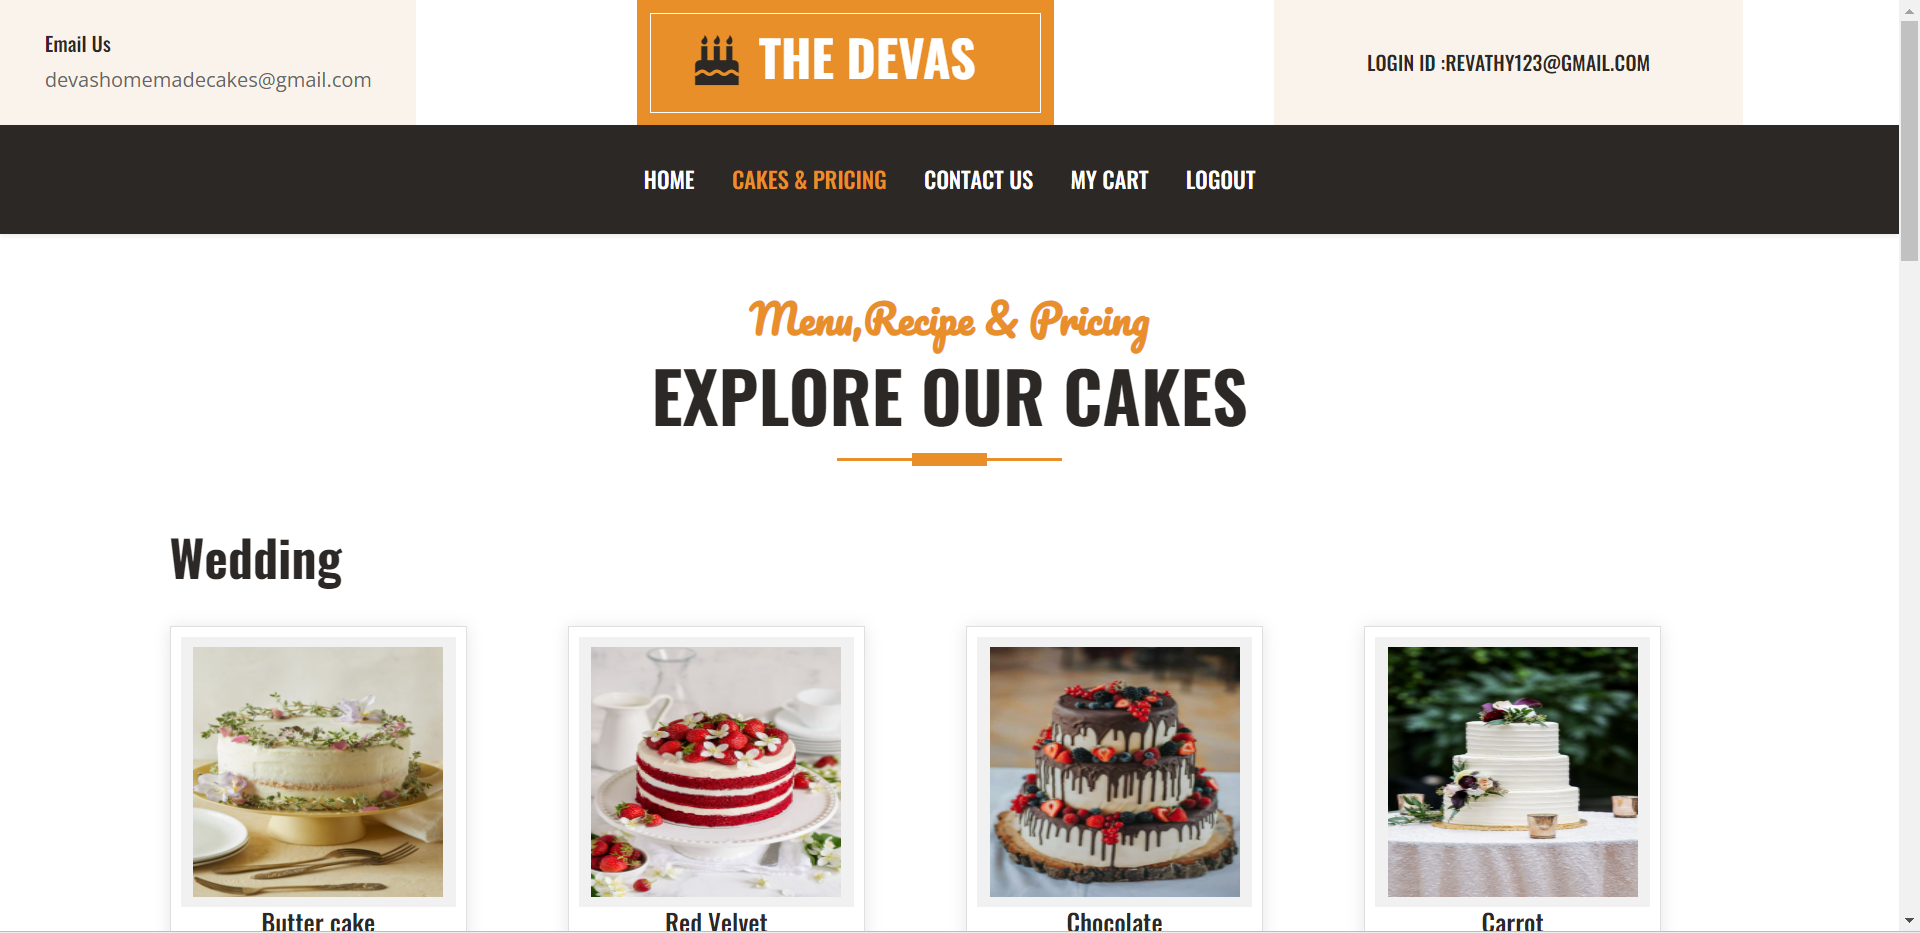 Email Us
devashomemadecakes@gmail.com
THE DEVAS
LOGIN ID :REVATHY123@GMAIL.COM
HOME CAKES & PRICING CONTACT US MY CART LOGOUT
Menu,Recipe & Pricing
EXPLORE OUR CAKES
Wedding
Butter cake Red Velvet Chocolate Carrot